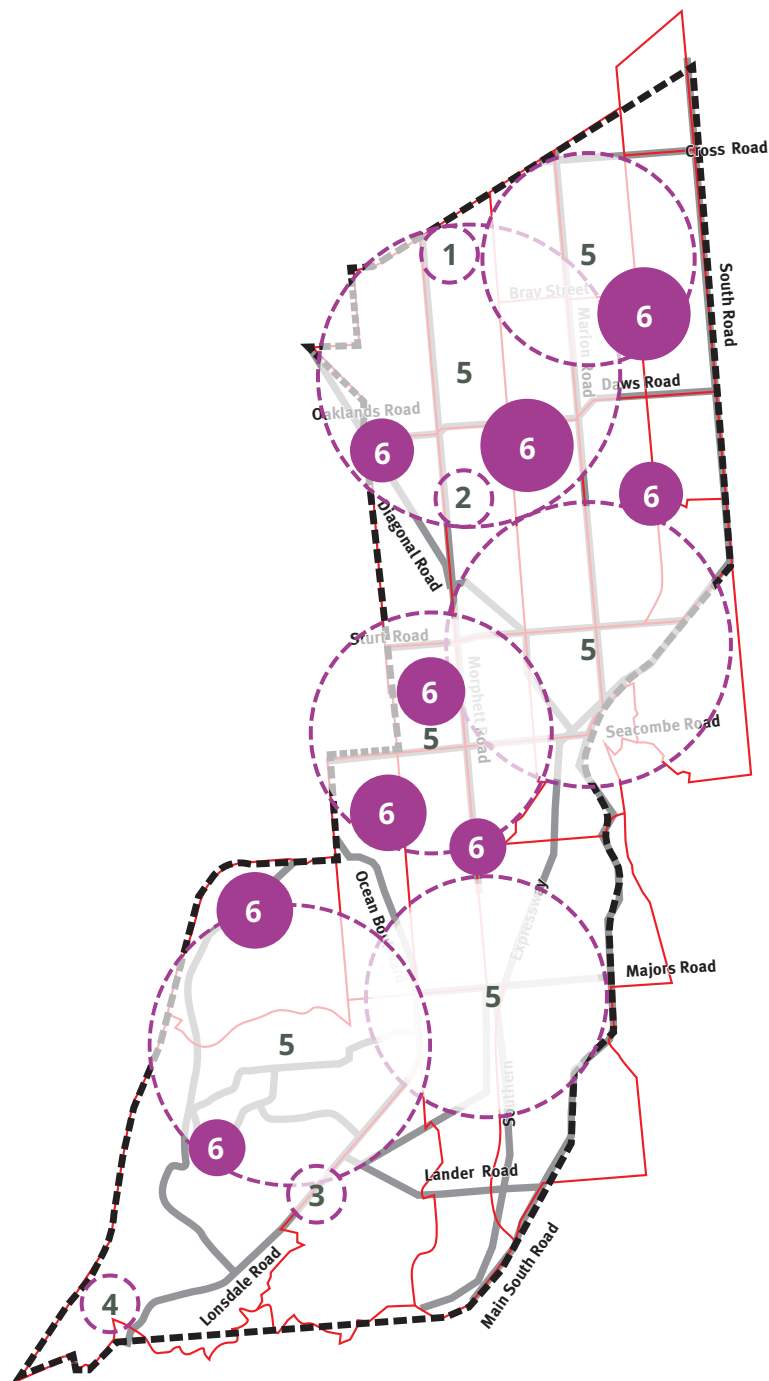 Cross Road
1
5
South Road
Bray Street
6
Marion Road
5
Daws Road
Oaklands Road
6
6
2
6
Diagonal Road
Sturt Road
5
6
Morphett Road
Seacombe Road
5
6
6
Ocean Boulevard
6
Expressway
Majors Road
5
5
Southern
6
Lander Road
3
Main South Road
Lonsdale Road
4